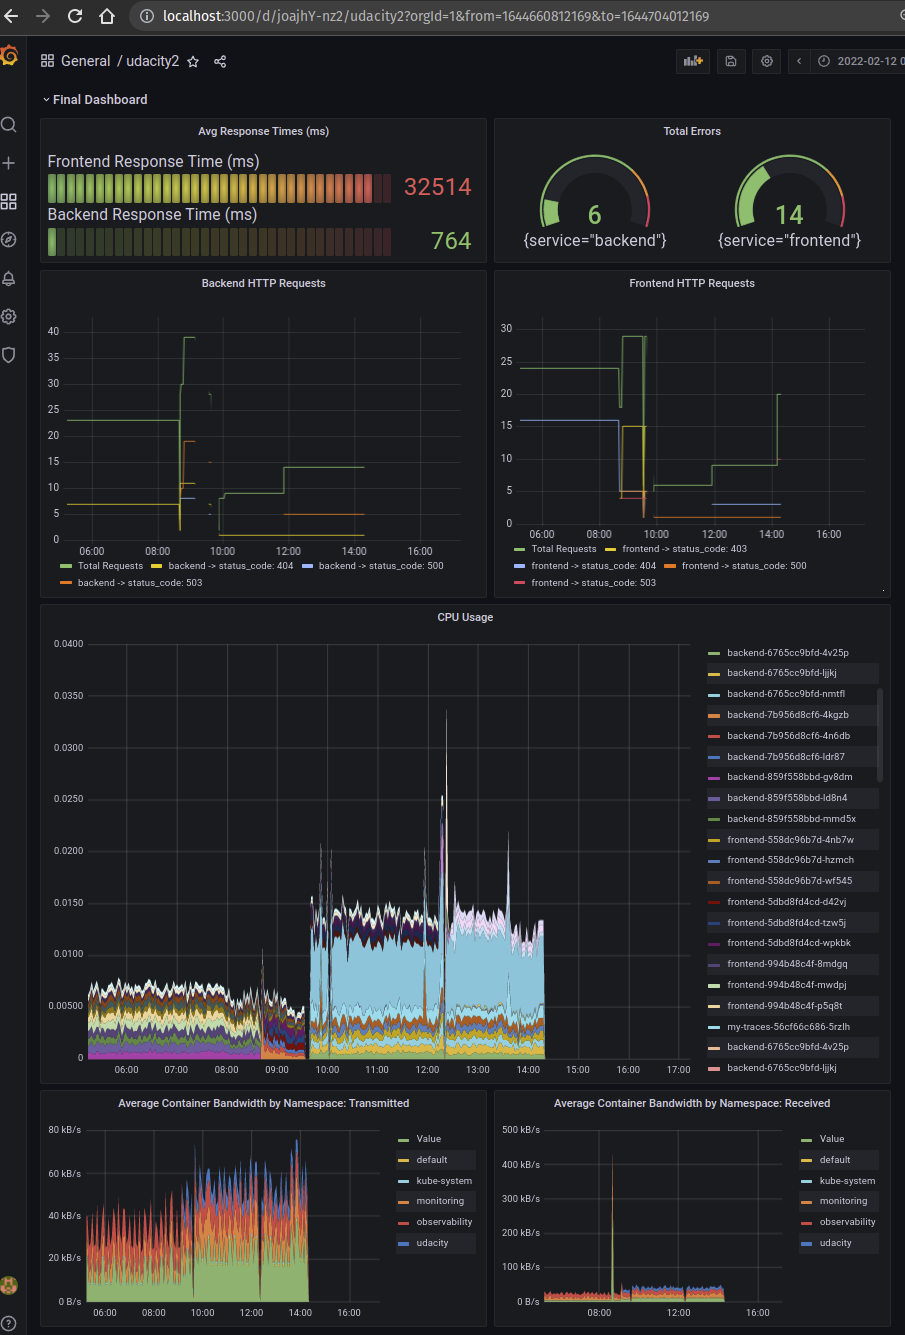 localhost:3000/d/joajhY-nz2/udacity2?orgId=1&from=1644660812169&to=1644704012169
General / udacity2
2022-02-12 0
Final Dashboard
Avg Response Times (ms)
Frontend Response Time (ms)
32514
Backend Response Time (ms)
764
Total Errors
6
{service="backend"}
14
{service="frontend"}
Backend HTTP Requests
40
35
30
25
20
15
10
5
0
06:00 08:00 10:00 12:00 14:00 16:00
Total Requests backend -> status_code: 404 backend -> status_code: 500
backend -> status_code: 503
Frontend HTTP Requests
30
25
20
15
10
5
0
06:00 08:00 10:00 12:00 14:00 16:00
Total Requests frontend -> status_code: 403
frontend -> status_code: 404 frontend -> status_code: 500
frontend -> status_code: 503
CPU Usage
0.0400
0.0350
0.0300
0.0250
0.0200
0.0150
0.0100
0.00500
0
06:00 07:00 08:00 09:00 10:00 11:00 12:00 13:00 14:00 15:00 16:00 17:00
backend-6765cc9bfd-4v25p
backend-6765cc9bfd-ljjkj
backend-6765cc9bfd-nmtfl
backend-7b956d8cf6-4kgzb
backend-7b956d8cf6-4n6db
backend-7b956d8cf6-ldr87
backend-859f558bbd-gv8dm
backend-859f558bbd-ld8n4
backend-859f558bbd-mmd5x
frontend-558dc96b7d-4nb7w
frontend-558dc96b7d-hzmch
frontend-558dc96b7d-wf545
frontend-5dbd8fd4cd-d42vj
frontend-5dbd8fd4cd-tzw5j
frontend-5dbd8fd4cd-wpkbk
frontend-994b48c4f-8mdgq
frontend-994b48c4f-mwdpj
frontend-994b48c4f-p5q8t
my-traces-56cf66c686-5rzlh
backend-6765cc9bfd-4v25p
backend-6765cc9bfd-ljjkj
Average Container Bandwidth by Namespace: Transmitted
80 kB/s
60 kB/s
40 kB/s
20 kB/s
0 B/s
06:00 08:00 10:00 12:00 14:00 16:00
Value
default
kube-system
monitoring
observability
udacity
Average Container Bandwidth by Namespace: Received
500 kB/s
400 kB/s
300 kB/s
200 kB/s
100 kB/s
0 B/s
08:00 12:00 16:00
Value
default
kube-system
monitoring
observability
udacity